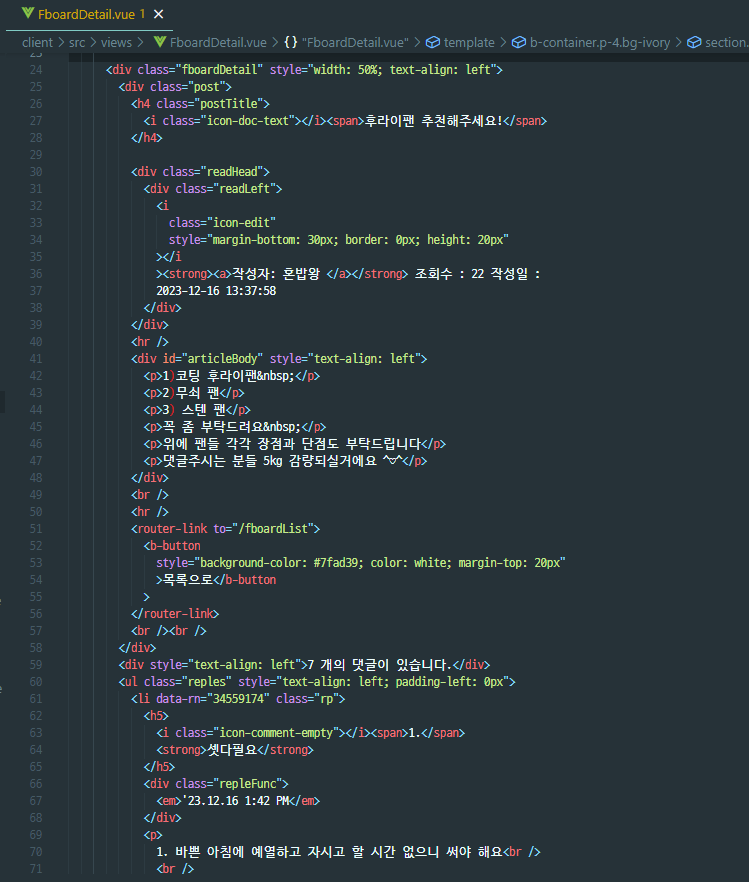 FboardDetail.vue 1 ×
client > src > views > FboardDetail.vue > {} "FboardDetail.vue" > template > b-container.p-4.bg-ivory > section.
24 <div class="fboardDetail" style="width: 50%; text-align: left">
25 <div class="post">
26 <h4 class="postTitle">
27 <i class="icon-doc-text"></i><span>후라이팬 추천해주세요!</span>
28 </h4>
29
30 <div class="readHead">
31 <div class="readLeft">
32 <i
33 class="icon-edit"
34 style="margin-bottom: 30px; border: 0px; height: 20px"
35 ></i
36 ><strong><a>작성자: 혼밥왕 </a></strong> 조회수 : 22 작성일 :
37 2023-12-16 13:37:58
38 </div>
39 </div>
40 <hr />
41 <div id="articleBody" style="text-align: left">
42 <p>1)코팅 후라이팬&nbsp;</p>
43 <p>2)무쇠 팬</p>
44 <p>3) 스텐 팬</p>
45 <p>꼭 좀 부탁드려요&nbsp;</p>
46 <p>위에 팬들 각각 장점과 단점도 부탁드립니다</p>
47 <p>댓글주시는 분들 5kg 감량되실거에요 ^▽^</p>
48 </div>
49 <br />
50 <hr />
51 <router-link to="/fboardList">
52 <b-button
53 style="background-color: #7fad39; color: white; margin-top: 20px"
54 >목록으로</b-button
55 >
56 </router-link>
57 <br /><br />
58 </div>
59 <div style="text-align: left">7 개의 댓글이 있습니다.</div>
60 <ul class="reples" style="text-align: left; padding-left: 0px">
61 <li data-rn="34559174" class="rp">
62 <h5>
63 <i class="icon-comment-empty"></i><span>1.</span>
64 <strong>셋다필요</strong>
65 </h5>
66 <div class="repleFunc">
67 <em>'23.12.16 1:42 PM</em>
68 </div>
69 <p>
70 1. 바쁜 아침에 예열하고 자시고 할 시간 없으니 써야 해요<br />
71 <br />